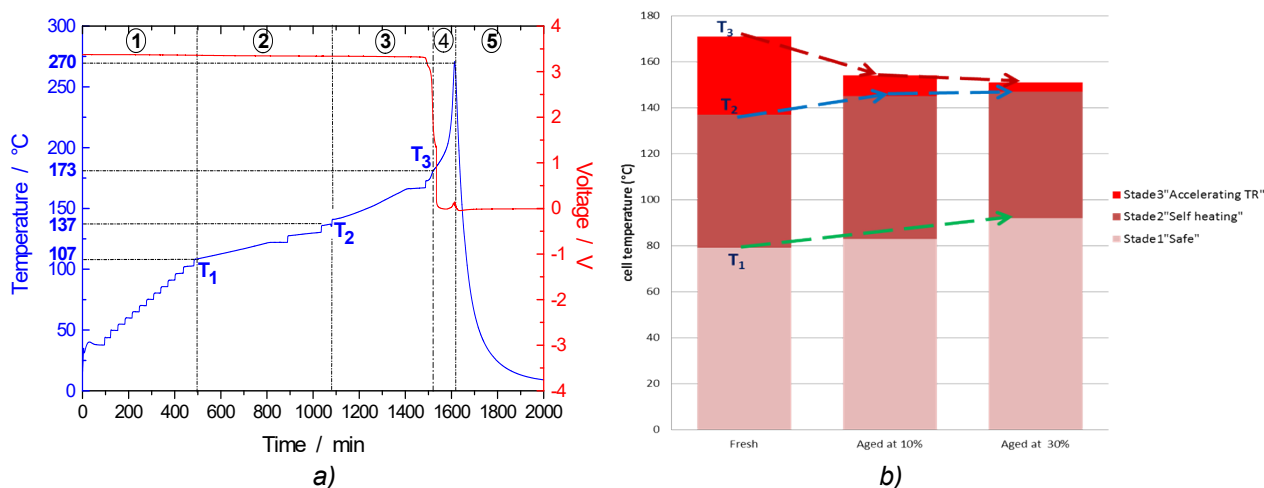 1 2 3 4 5
300
270
250
200
173
150
137
107
100
50
0
Temperature / °C
4
3
2
1
0
-1
-2
-3
-4
Voltage / V
T1
T2
T3
0 200 400 600 800 1000 1200 1400 1600 1800 2000
Time / min
a)
180
160
140
120
100
80
60
40
20
0
cell temperature (°C)
T3
T2
T1
Fresh
Aged at 10%
Aged at 30%
Stade3"Accelerating TR"
Stade2"Self heating"
Stade1"Safe"
b)